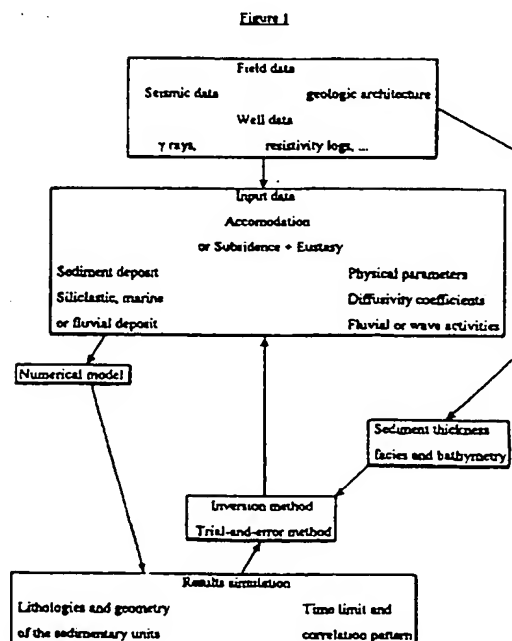 Figure 1
Field data
Seismic data geologic architecture
Well data
γ rays, resistivity logs, ...
Input data
Accomodation
or Subsidence + Eustasy
Sediment deposit Physical parameters
Siliclastic, marine Diffusivity coefficients
or fluvial deposit Fluvial or wave activities
Numerical model
Sediment thickness
facies and bathymetry
Inversion method
Trial-and-error method
Results simulation
Lithologies and geometry Time limit and
of the sedimentary units correlation pattern